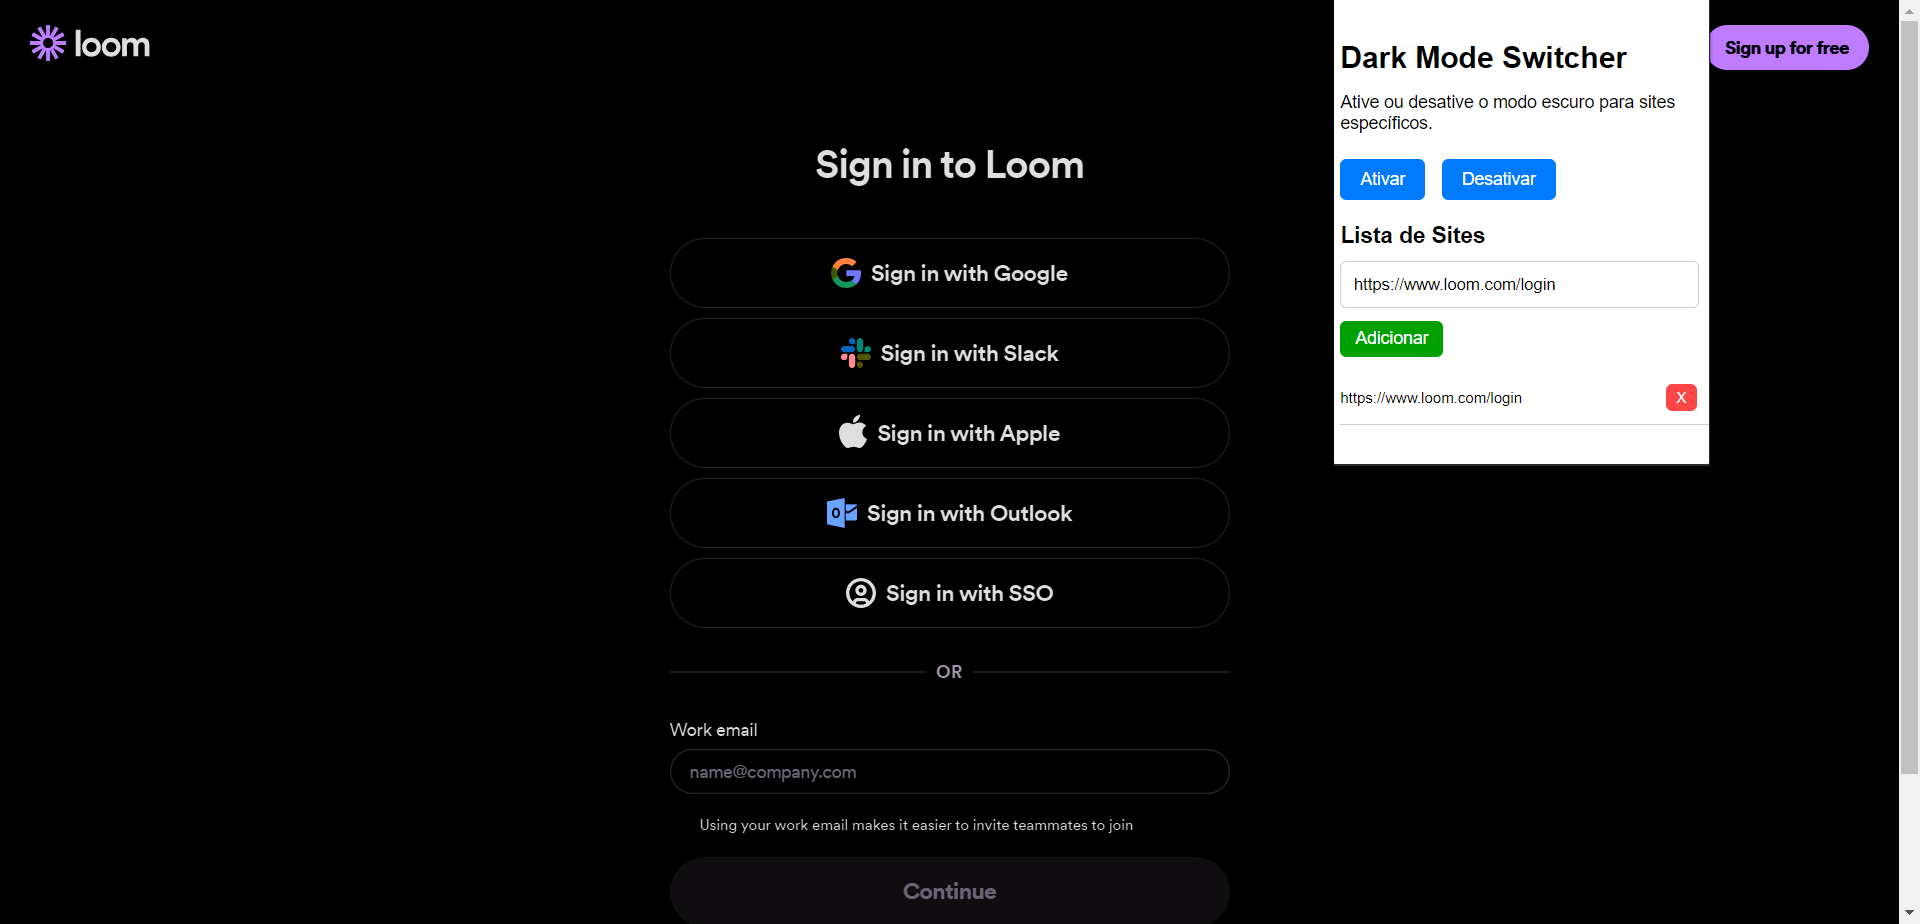 loom
Sign in to Loom
Sign in with Google
Sign in with Slack
Sign in with Apple
Sign in with Outlook
Sign in with SSO
OR
Work email
name@company.com
Using your work email makes it easier to invite teammates to join
Continue
Dark Mode Switcher
Ative ou desative o modo escuro para sites
específicos.
Ativar
Desativar
Lista de Sites
https://www.loom.com/login
Adicionar
https://www.loom.com/login
X
Sign up for free